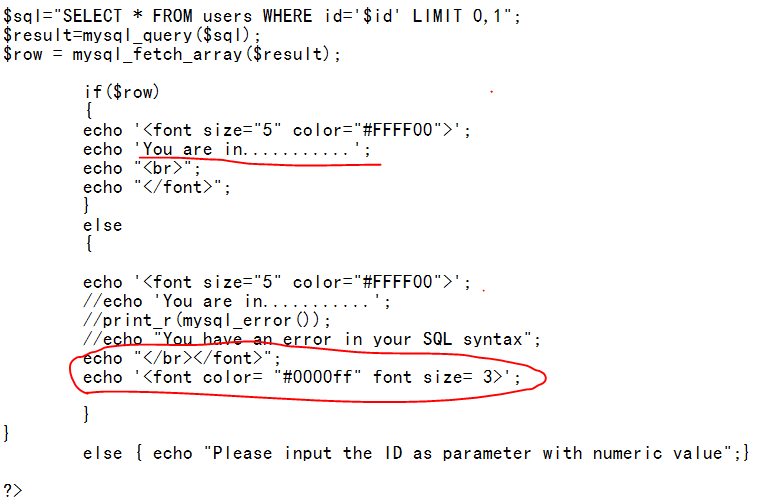 $sql="SELECT * FROM users WHERE id='$id' LIMIT 0,1";
$result=mysql_query($sql);
$row = mysql_fetch_array($result);
if($row)
{
echo '<font size="5" color="#FFFF00">';
echo 'You are in...........';
echo "<br>";
echo "</font>";
}
else
{
echo '<font size="5" color="#FFFF00">';
//echo 'You are in...........';
//print_r(mysql_error());
//echo "You have an error in your SQL syntax";
echo "</br></font>";
echo '<font color= "#0000ff" font size= 3>';
}
}
else { echo "Please input the ID as parameter with numeric value";}
?>